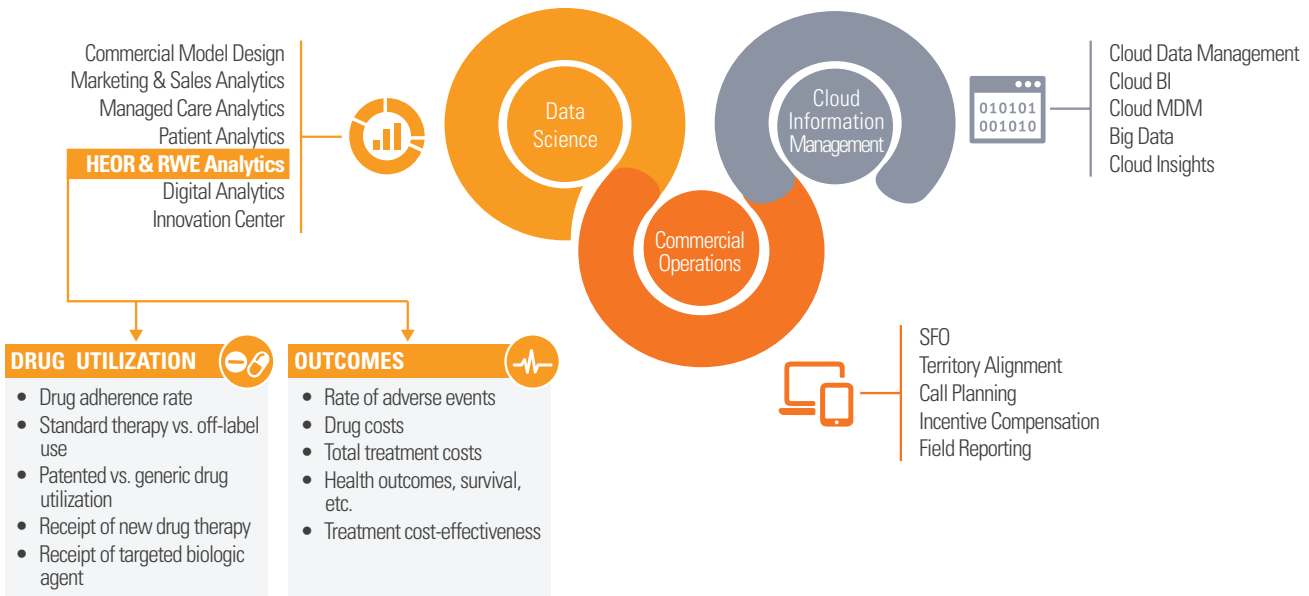 Commercial Model Design
Marketing & Sales Analytics
Managed Care Analytics
Patient Analytics
HEOR & RWE Analytics
Digital Analytics
Innovation Center
Data
Science
Cloud
Information
Management
Commercial
Operations
010101
001010
Cloud Data Management
Cloud BI
Cloud MDM
Big Data
Cloud Insights
SFO
Territory Alignment
Call Planning
Incentive Compensation
Field Reporting
DRUG UTILIZATION
• Drug adherence rate
• Standard therapy vs. off-label
use
• Patented vs. generic drug
utilization
• Receipt of new drug therapy
• Receipt of targeted biologic
agent
OUTCOMES
• Rate of adverse events
• Drug costs
• Total treatment costs
• Health outcomes, survival,
etc.
• Treatment cost-effectiveness